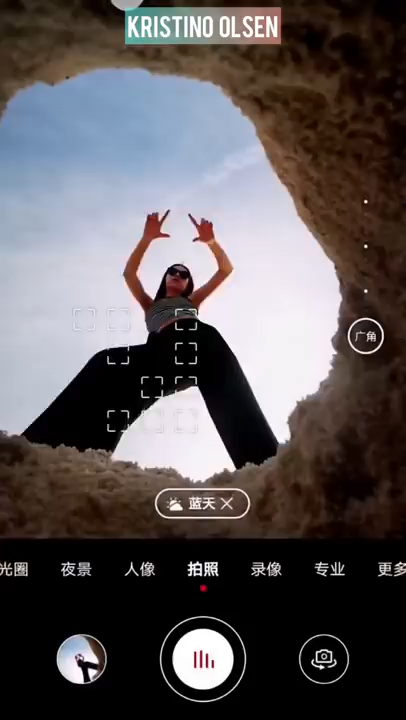 KRISTINO OLSEN
广角
蓝天
光圈 夜景 人像 拍照 录像 专业 更多